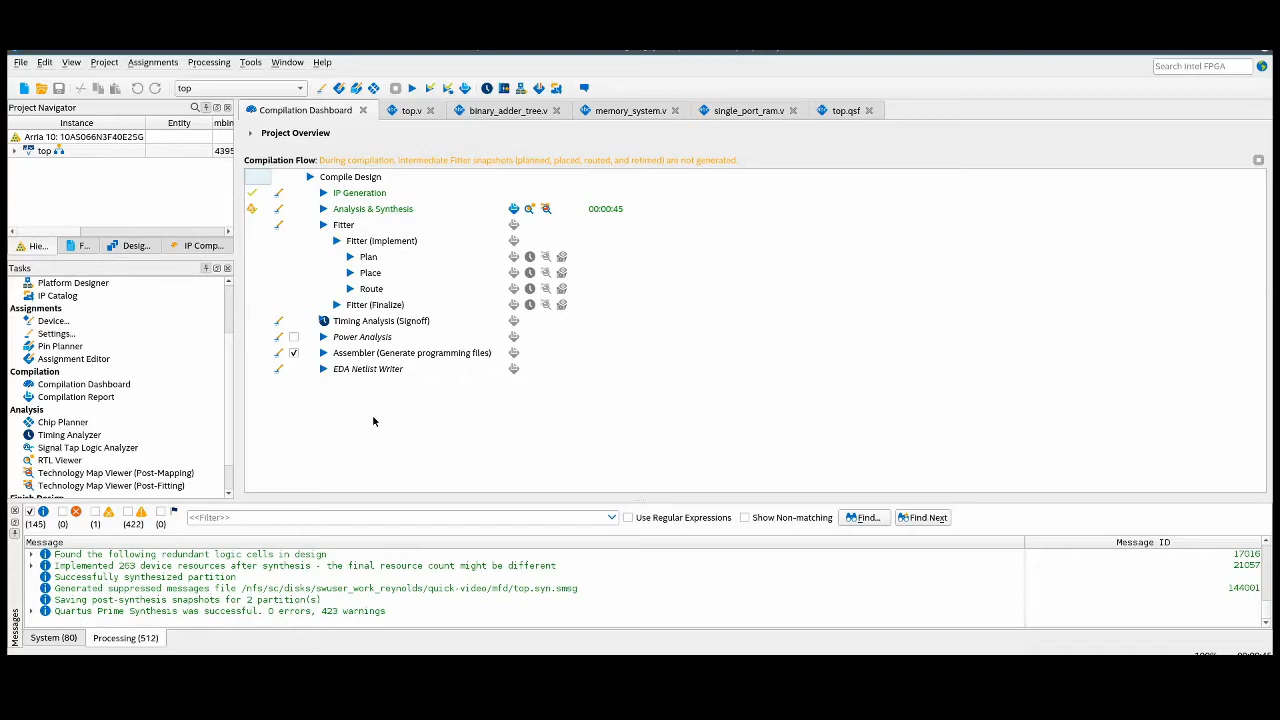 File Edit View Project Assignments Processing Tools Window Help
Search Intel FPGA
top
Project Navigator
Compilation Dashboard top.v binary_adder_tree.v memory_system.v single_port_ram.v top.qsf
Instance Entity mbin
Arria 10: 10AS066N3F40E2SG
top 4395
Project Overview
Compilation Flow: During compilation, intermediate Fitter snapshots (planned, placed, routed, and retimed) are not generated.
Compile Design
IP Generation
Analysis & Synthesis 00:00:45
Fitter
Fitter (Implement)
Plan
Place
Route
Fitter (Finalize)
Timing Analysis (Signoff)
Power Analysis
Assembler (Generate programming files)
EDA Netlist Writer
Hie... F... Desig... IP Comp...
Tasks
Platform Designer
IP Catalog
Assignments
Device...
Settings...
Pin Planner
Assignment Editor
Compilation
Compilation Dashboard
Compilation Report
Analysis
Chip Planner
Timing Analyzer
Signal Tap Logic Analyzer
RTL Viewer
Technology Map Viewer (Post-Mapping)
Technology Map Viewer (Post-Fitting)
(145) (0) (1) (422) (0)
<<Filter>> Use Regular Expressions Show Non-matching Find... Find Next
Message Message ID
Found the following redundant logic cells in design 17016
Implemented 263 device resources after synthesis - the final resource count might be different 21057
Successfully synthesized partition
Generated suppressed messages file /nfs/sc/disks/swuser_work_reynolds/quick-video/mfd/top.syn.smsg 144001
Saving post-synthesis snapshots for 2 partition(s)
Quartus Prime Synthesis was successful. 0 errors, 423 warnings
Messages
System (80) Processing (512)